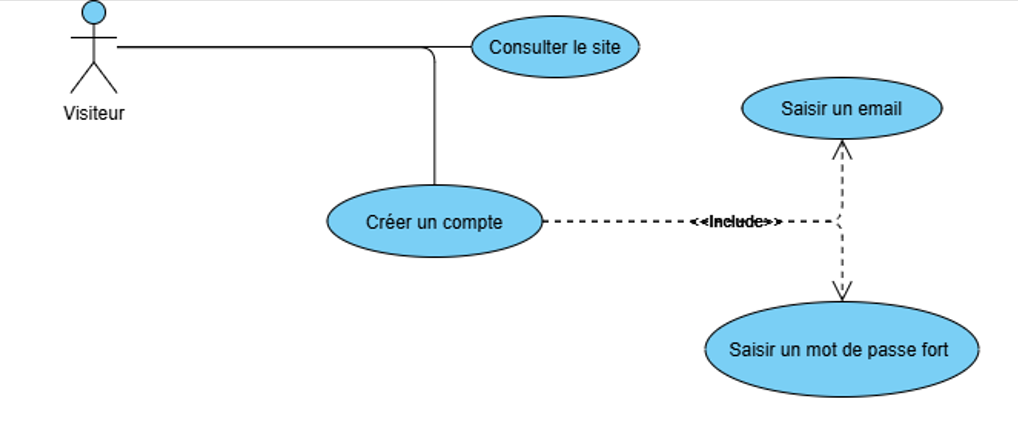 Consulter le site
Visiteur
Saisir un email
Créer un compte
<<Include>>
Saisir un mot de passe fort